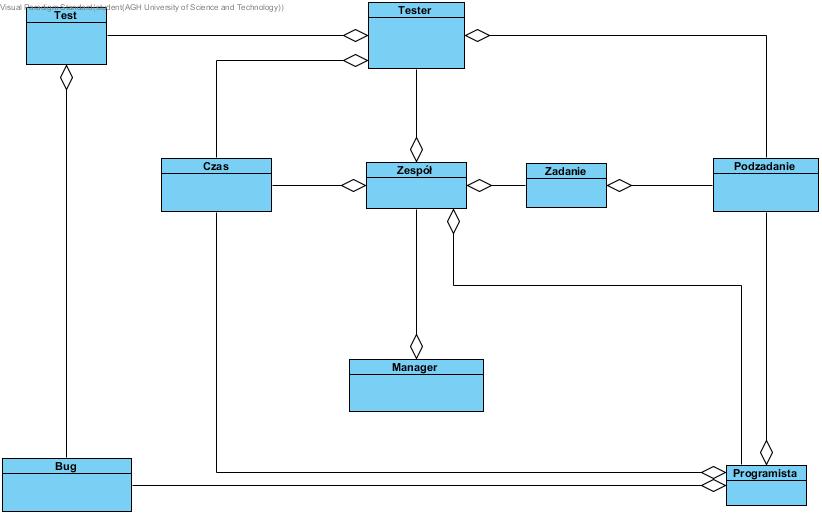 Visual Paradigm Standard(student(AGH University of Science and Technology))
Test
Tester
Czas
Zespół
Zadanie
Podzadanie
Manager
Bug
Programista